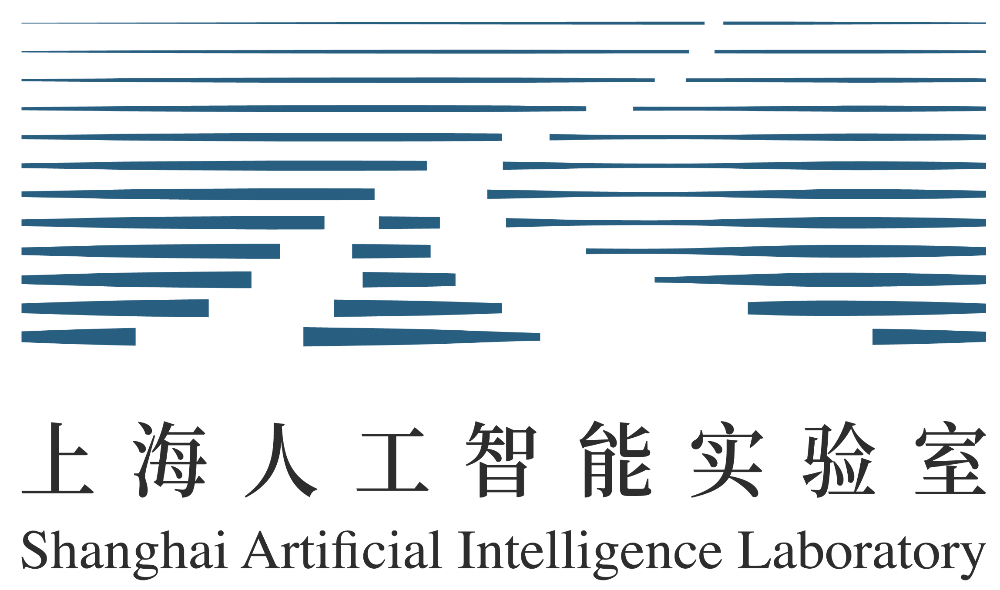 上海人工智能实验室
Shanghai Artificial Intelligence Laboratory